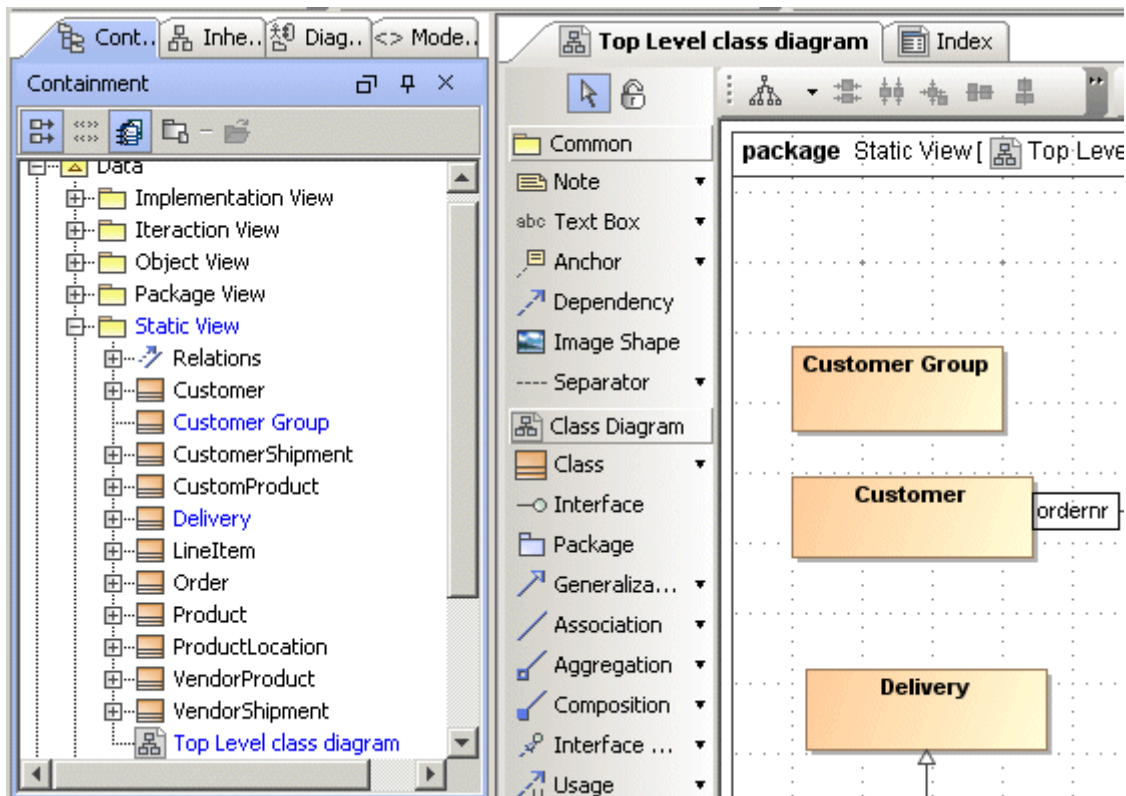 Cont.. Inhe.. Diag.. <> Mode..
Containment
Data
Implementation View
Iteraction View
Object View
Package View
Static View
Relations
Customer
Customer Group
CustomerShipment
CustomProduct
Delivery
LineItem
Order
Product
ProductLocation
VendorProduct
VendorShipment
Top Level class diagram
Top Level class diagram Index
Common
Note
abc Text Box
Anchor
Dependency
Image Shape
Separator
Class Diagram
Class
Interface
Package
Generaliza...
Association
Aggregation
Composition
Interface ...
Usage
package Static View [ Top Leve
Customer Group
Customer
ordernr
Delivery